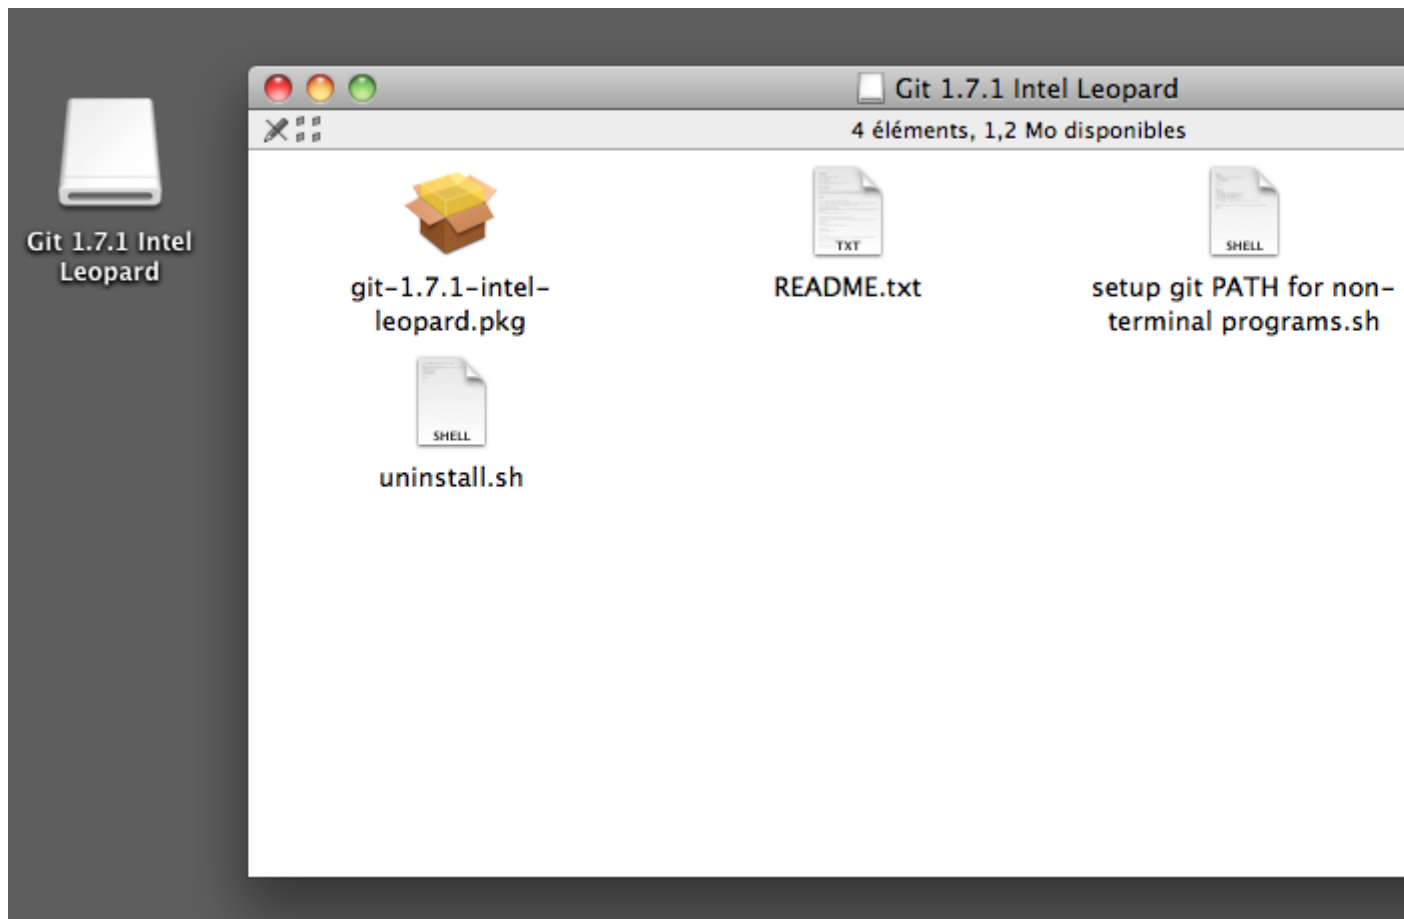 Git 1.7.1 Intel Leopard
4 éléments, 1,2 Mo disponibles
Git 1.7.1 Intel
Leopard
git-1.7.1-intel-
leopard.pkg
TXT
README.txt
SHELL
setup git PATH for non-
terminal programs.sh
SHELL
uninstall.sh